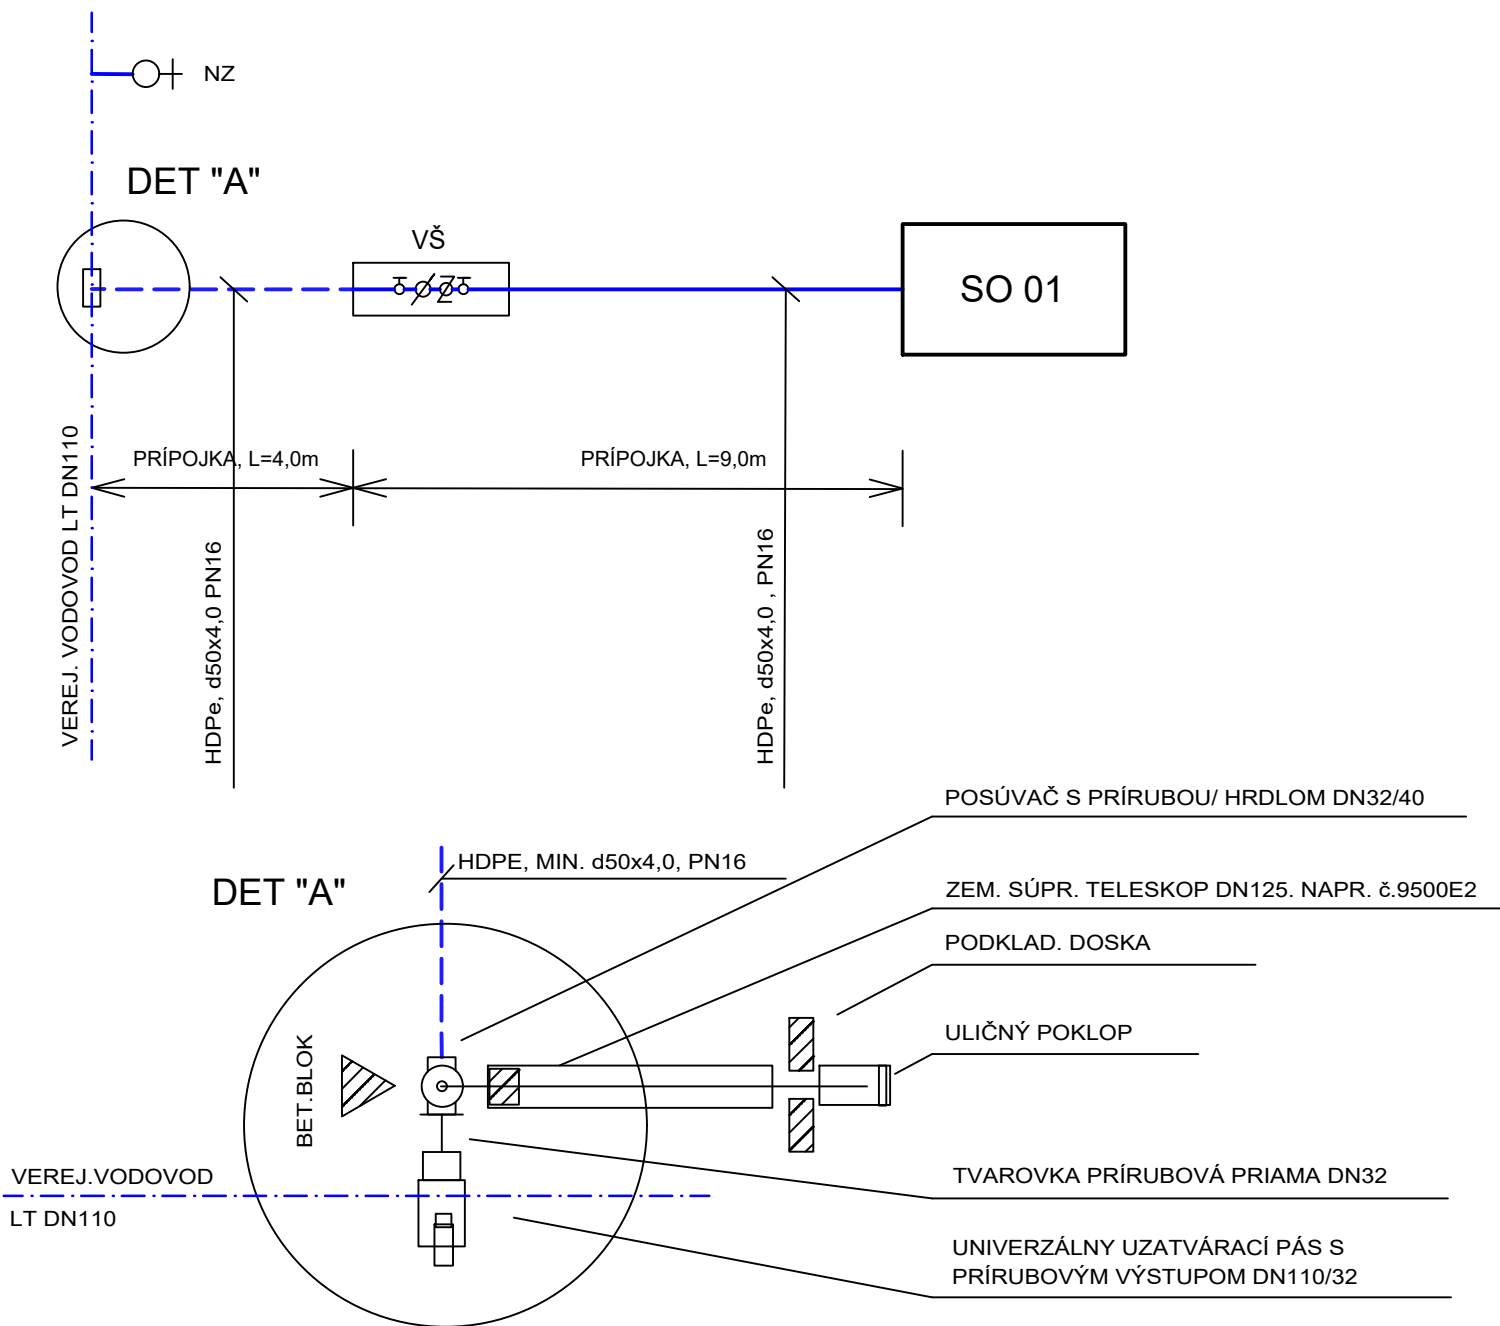 NZ
DET "A"
VŠ
SO 01
PRÍPOJKA, L=4,0m
PRÍPOJKA, L=9,0m
VEREJ. VODOVOD LT DN110
HDPe, d50x4,0 PN16
HDPe, d50x4,0 , PN16
POSÚVAČ S PRÍRUBOU/ HRDLOM DN32/40
HDPE, MIN. d50x4,0, PN16
DET "A"
ZEM. SÚPR. TELESKOP DN125. NAPR. č.9500E2
PODKLAD. DOSKA
ULIČNÝ POKLOP
BET.BLOK
VEREJ.VODOVOD
LT DN110
TVAROVKA PRÍRUBOVÁ PRIAMA DN32
UNIVERZÁLNY UZATVÁRACÍ PÁS S
PRÍRUBOVÝM VÝSTUPOM DN110/32